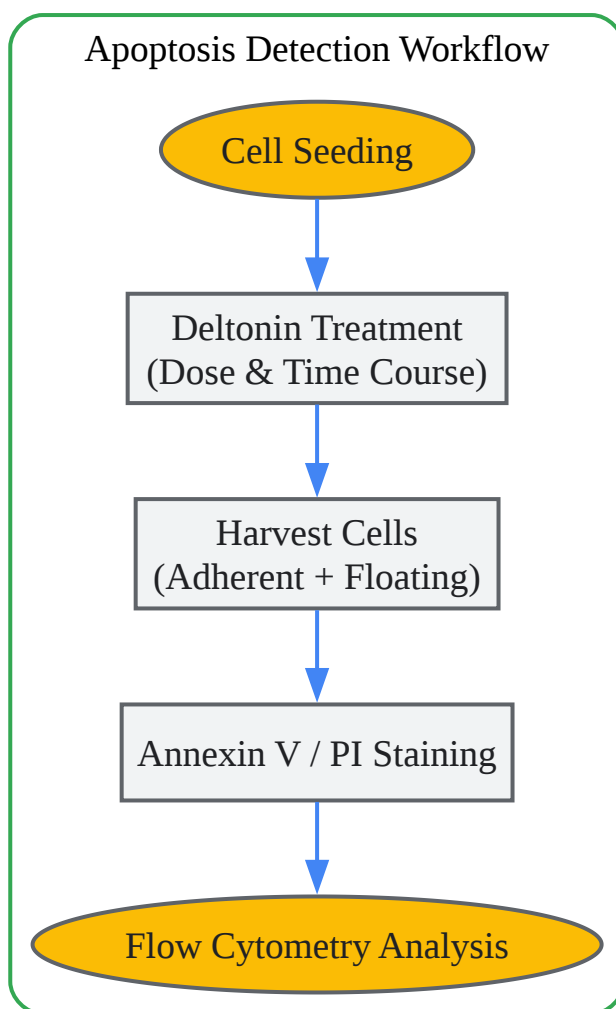 Apoptosis Detection Workflow
Cell Seeding
Deltonin Treatment
(Dose & Time Course)
Harvest Cells
(Adherent + Floating)
Annexin V / PI Staining
Flow Cytometry Analysis